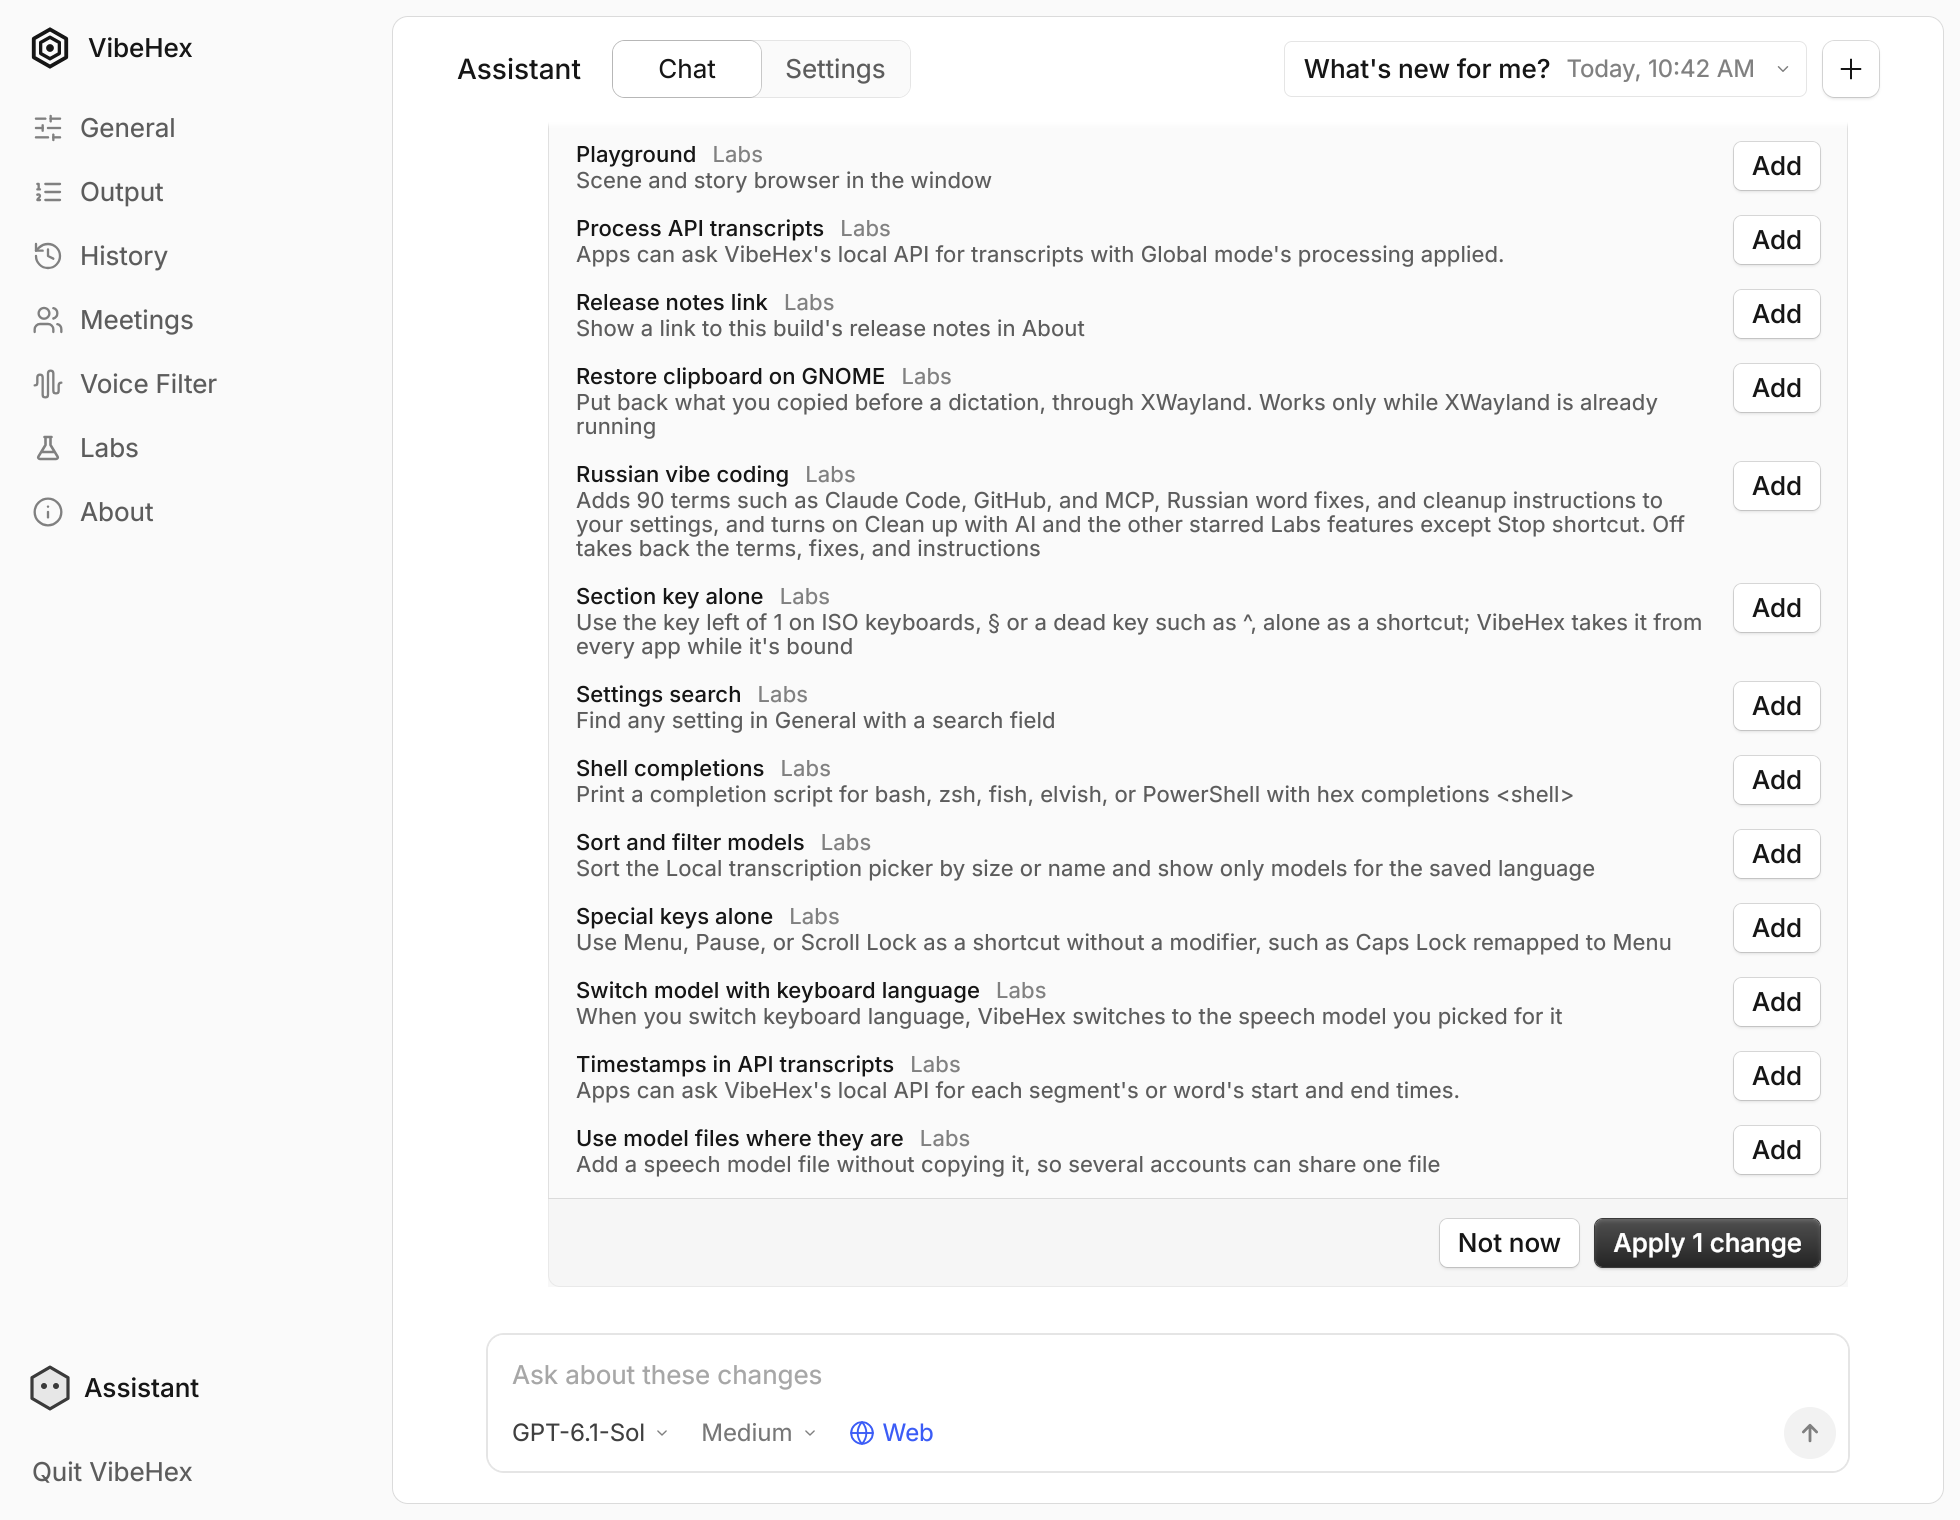 VibeHex
General
Output
History
Meetings
Voice Filter
Labs
About
Assistant
Quit VibeHex
Assistant Chat Settings What's new for me? Today, 10:42 AM
Playground Labs Add
Scene and story browser in the window
Process API transcripts Labs Add
Apps can ask VibeHex's local API for transcripts with Global mode's processing applied.
Release notes link Labs Add
Show a link to this build's release notes in About
Restore clipboard on GNOME Labs Add
Put back what you copied before a dictation, through XWayland. Works only while XWayland is already
running
Russian vibe coding Labs Add
Adds 90 terms such as Claude Code, GitHub, and MCP, Russian word fixes, and cleanup instructions to
your settings, and turns on Clean up with AI and the other starred Labs features except Stop shortcut. Off
takes back the terms, fixes, and instructions
Section key alone Labs Add
Use the key left of 1 on ISO keyboards, § or a dead key such as ^, alone as a shortcut; VibeHex takes it from
every app while it's bound
Settings search Labs Add
Find any setting in General with a search field
Shell completions Labs Add
Print a completion script for bash, zsh, fish, elvish, or PowerShell with hex completions <shell>
Sort and filter models Labs Add
Sort the Local transcription picker by size or name and show only models for the saved language
Special keys alone Labs Add
Use Menu, Pause, or Scroll Lock as a shortcut without a modifier, such as Caps Lock remapped to Menu
Switch model with keyboard language Labs Add
When you switch keyboard language, VibeHex switches to the speech model you picked for it
Timestamps in API transcripts Labs Add
Apps can ask VibeHex's local API for each segment's or word's start and end times.
Use model files where they are Labs Add
Add a speech model file without copying it, so several accounts can share one file
Not now Apply 1 change
Ask about these changes
GPT-6.1-Sol Medium Web